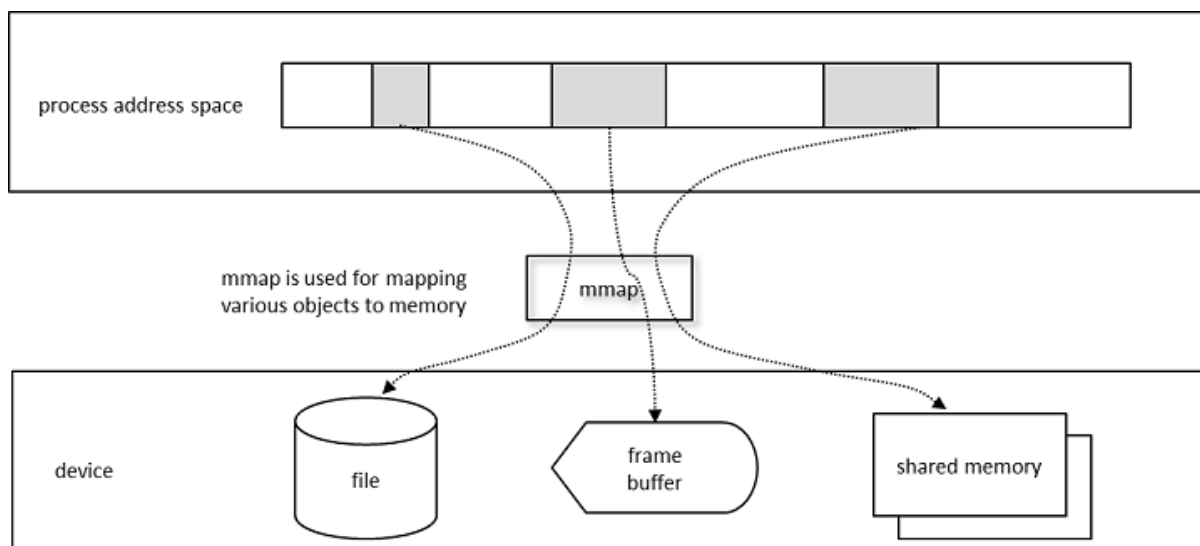 process address space
mmap is used for mapping
various objects to memory
mmap
device
file
frame
buffer
shared memory